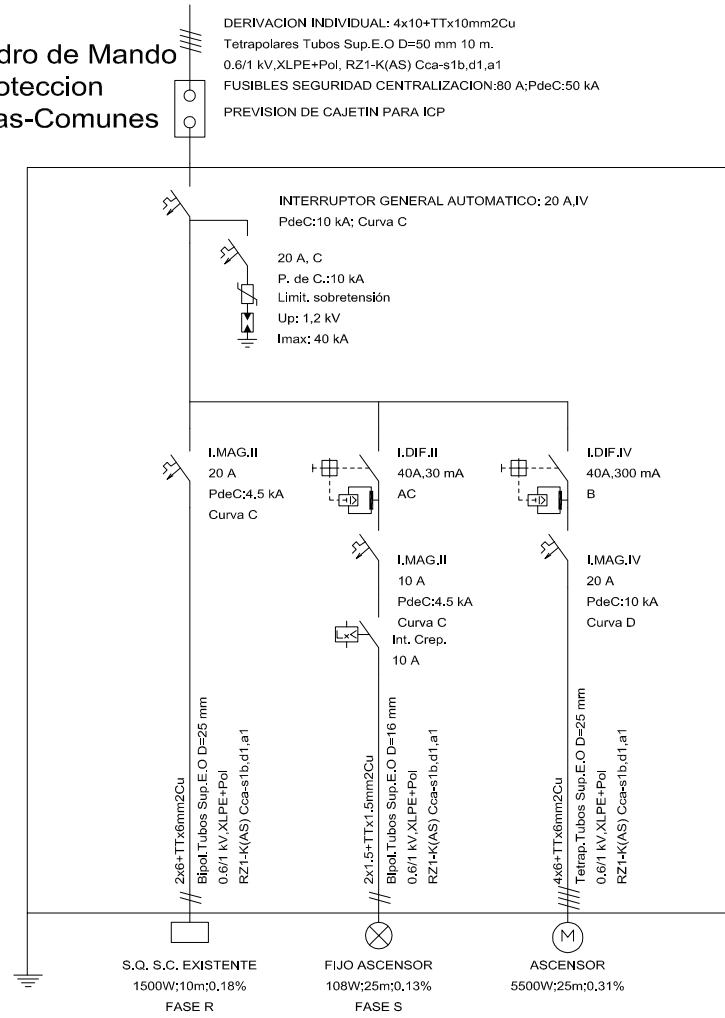 DERIVACION INDIVIDUAL: 4x10+TTx10mm2Cu
Tetrapolares Tubos Sup.E.O D=50 mm 10 m.
0.6/1 kV,XLPE+Pol, RZ1-K(AS) Cca-s1b,d1,a1
FUSIBLES SEGURIDAD CENTRALIZACION:80 A;PdeC:50 kA
PREVISION DE CAJETIN PARA ICP
dro de Mando
oteccion
as-Comunes
INTERRUPTOR GENERAL AUTOMATICO: 20 A,IV
PdeC:10 kA; Curva C
20 A, C
P. de C.:10 kA
Limit. sobretensión
Up: 1,2 kV
Imax: 40 kA
I.MAG.II
20 A
PdeC:4.5 kA
Curva C
I.DIF.II
40A,30 mA
AC
I.MAG.II
10 A
PdeC:4.5 kA
Curva C
Int. Crep.
10 A
Lx<
I.DIF.IV
40A,300 mA
B
I.MAG.IV
20 A
PdeC:10 kA
Curva D
2x6+TTx6mm2Cu
Bipol.Tubos Sup.E.O D=25 mm
0.6/1 kV,XLPE+Pol
RZ1-K(AS) Cca-s1b,d1,a1
2x1.5+TTx1.5mm2Cu
Bipol.Tubos Sup.E.O D=16 mm
0.6/1 kV,XLPE+Pol
RZ1-K(AS) Cca-s1b,d1,a1
4x6+TTx6mm2Cu
Tetrap.Tubos Sup.E.O D=25 mm
0.6/1 kV,XLPE+Pol
RZ1-K(AS) Cca-s1b,d1,a1
S.Q. S.C. EXISTENTE
1500W;10m;0.18%
FASE R
FIJO ASCENSOR
108W;25m;0.13%
FASE S
M
ASCENSOR
5500W;25m;0.31%